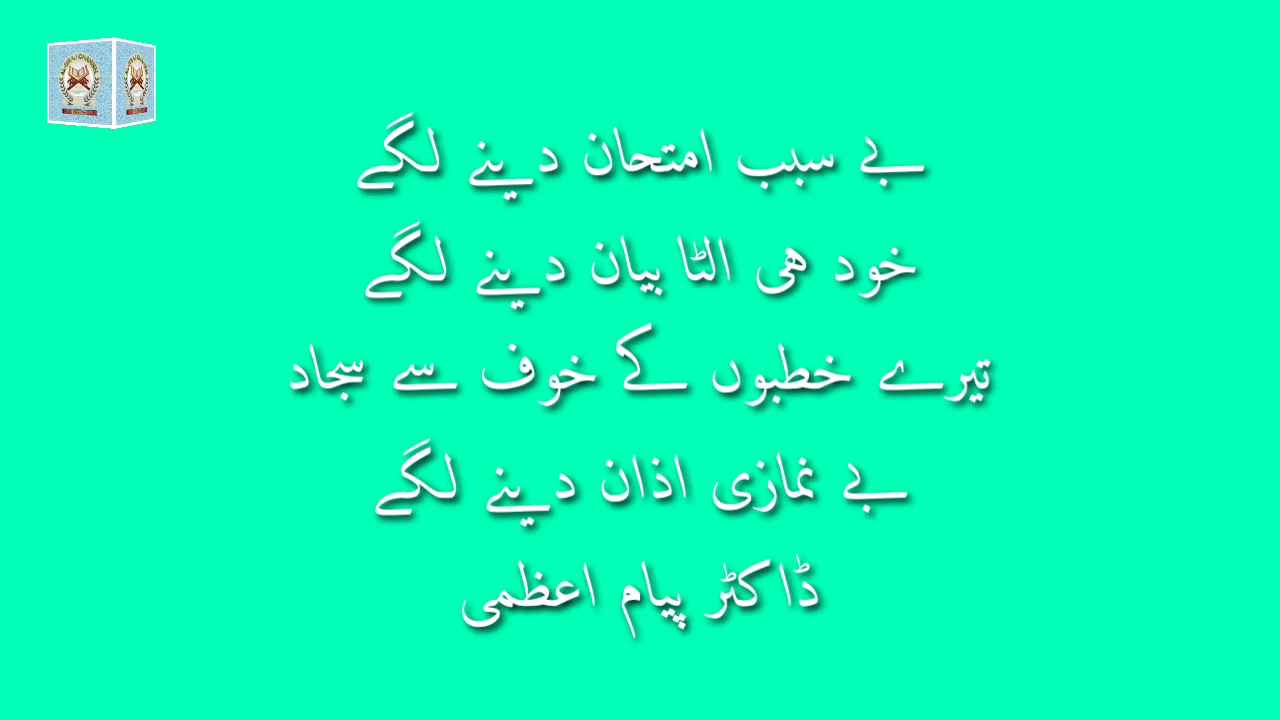 بے سبب امتحان دینے لگے
خود ہی الٹا بیان دینے لگے
تیرے خطبوں کے خوف سے سجاد
بے نمازی اذان دینے لگے
ڈاکٹر پیام اعظمی